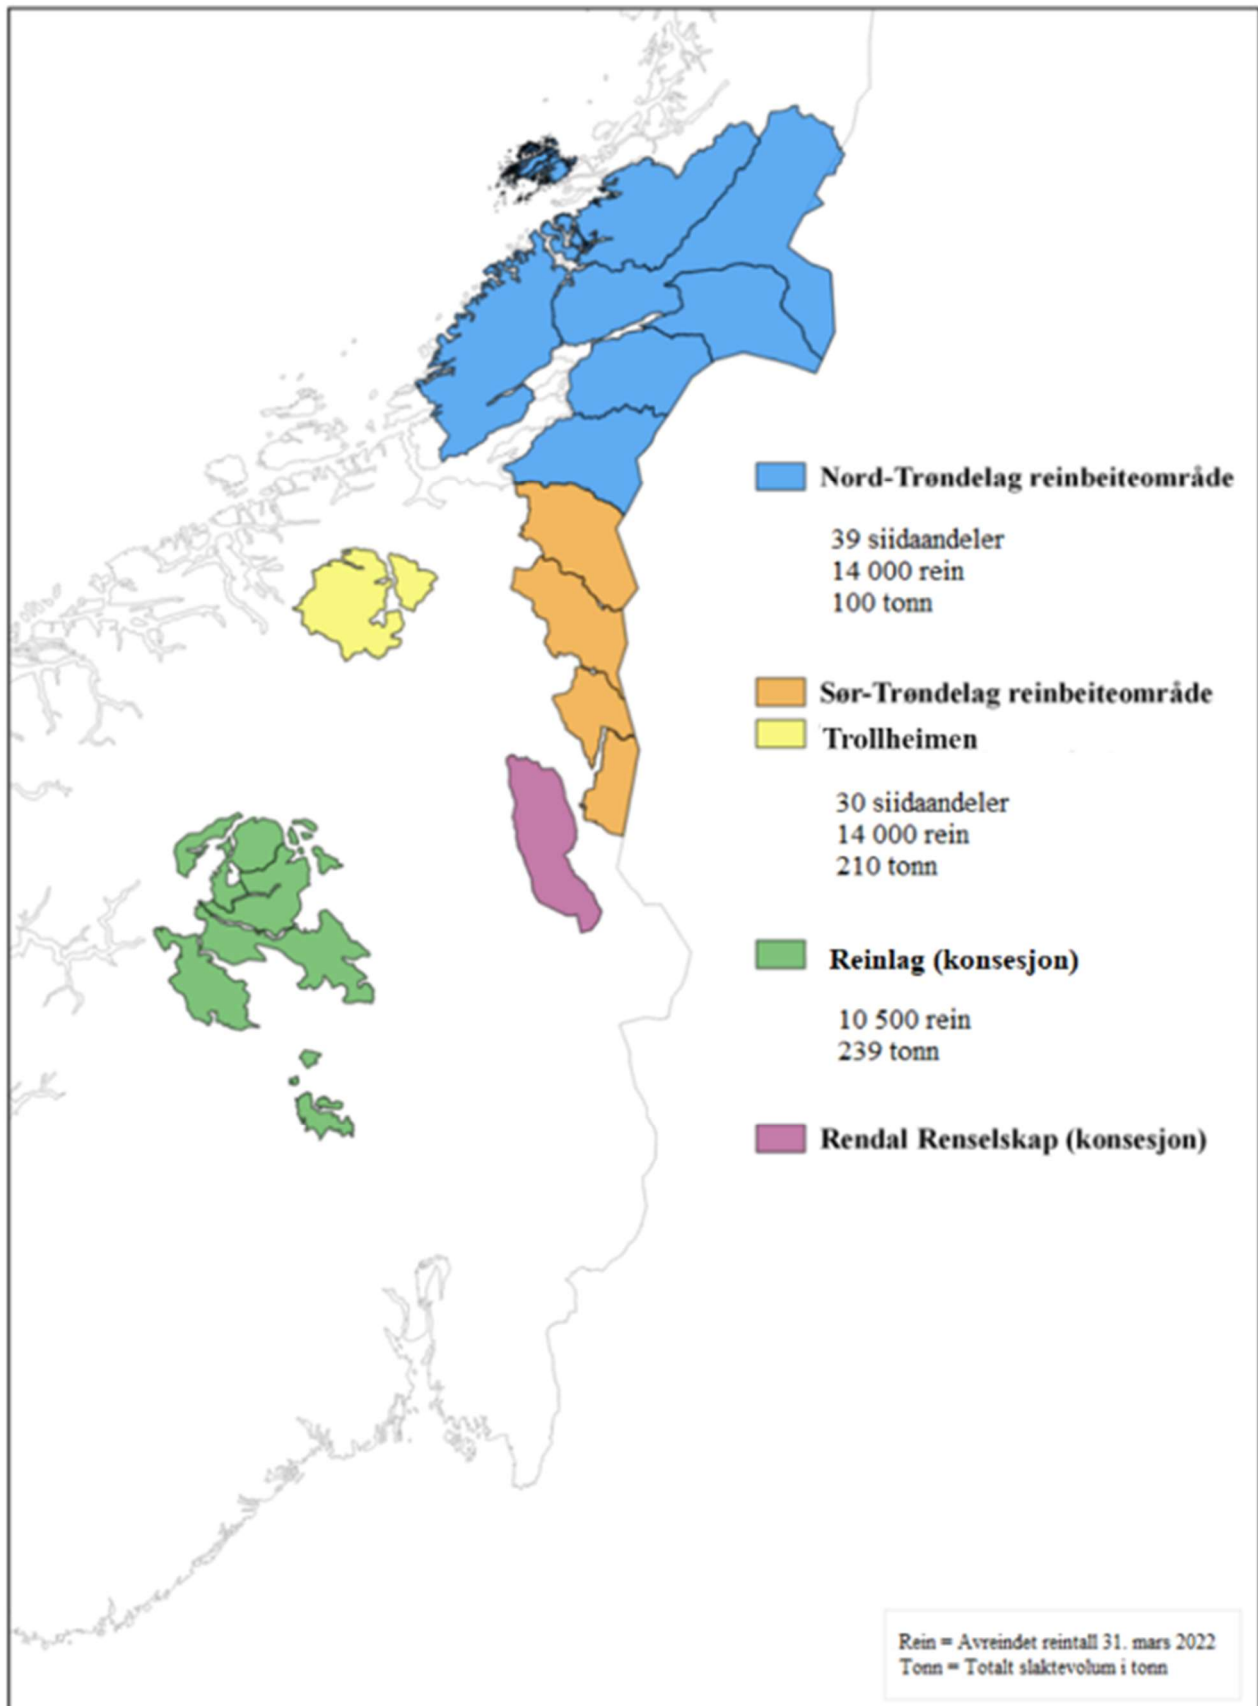 Nord-Trøndelag reinbeiteområde
39 siidaandeler
14 000 rein
100 tonn
Sør-Trøndelag reinbeiteområde
Trollheimen
30 siidaandeler
14 000 rein
210 tonn
Reinlag (konsesjon)
10 500 rein
239 tonn
Rendal Renselskap (konsesjon)
Rein = Avreindet reintall 31. mars 2022
Tonn = Totalt slaktevolum i tonn